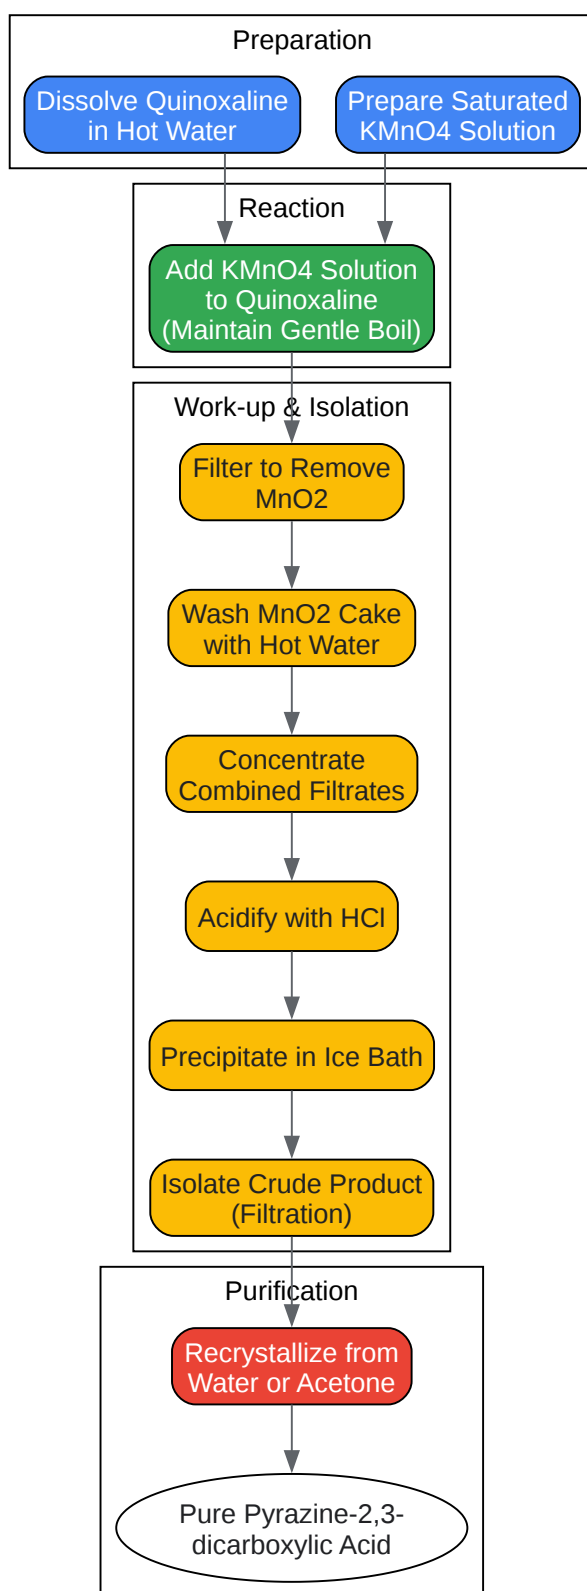 Preparation
Dissolve Quinoxaline
in Hot Water
Prepare Saturated
KMnO4 Solution
Reaction
Add KMnO4 Solution
to Quinoxaline
(Maintain Gentle Boil)
Work-up & Isolation
Filter to Remove
MnO2
Wash MnO2 Cake
with Hot Water
Concentrate
Combined Filtrates
Acidify with HCl
Precipitate in Ice Bath
Isolate Crude Product
(Filtration)
Purification
Recrystallize from
Water or Acetone
Pure Pyrazine-2,3-
dicarboxylic Acid